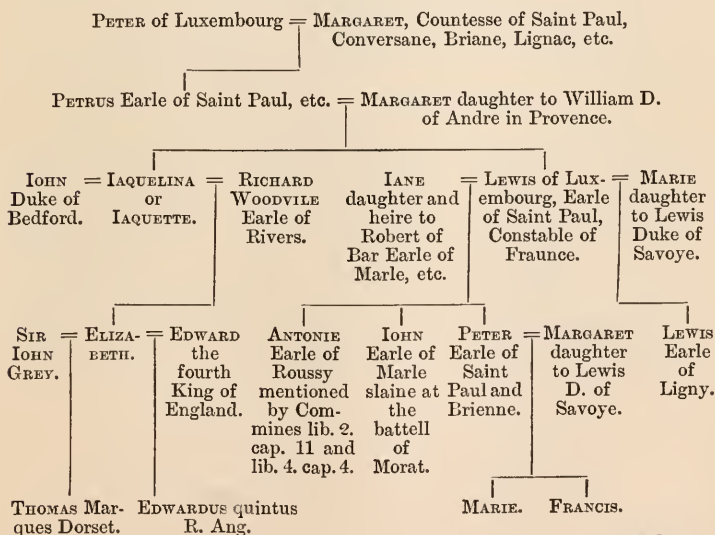 PETER of Luxembourg = MARGARET, Countesse of Saint Paul,
Conversane, Briane, Lignac, etc.
PETRUS Earle of Saint Paul, etc. = MARGARET daughter to William D.
of Andre in Provence.
IOHN
Duke of
Bedford.
=
IAQUELINA
or
IAQUETTE.
=
RICHARD
WOODVILE
Earle of
Rivers.
IANE
daughter and
heire to
Robert of
Bar Earle of
Marle, etc.
=
LEWIS of Lux-
embourg, Earle
of Saint Paul,
Constable of
Fraunce.
=
MARIE
daughter
to Lewis
Duke of
Savoye.
SIR
IOHN
GREY.
=
ELIZA-
BETH.
=
EDWARD
the
fourth
King of
England.
ANTONIE
Earle of
Roussy
mentioned
by Com-
mines lib. 2.
cap. 11 and
lib. 4. cap. 4.
IOHN
Earle of
Marle
slaine at
the
battell
of
Morat.
PETER
Earle of
Saint
Paul and
Brienne.
=
MARGARET
daughter
to Lewis
D. of
Savoye.
LEWIS
Earle
of
Ligny.
THOMAS Mar-
ques Dorset.
EDWARDUS quintus
R. Ang.
MARIE.
FRANCIS.